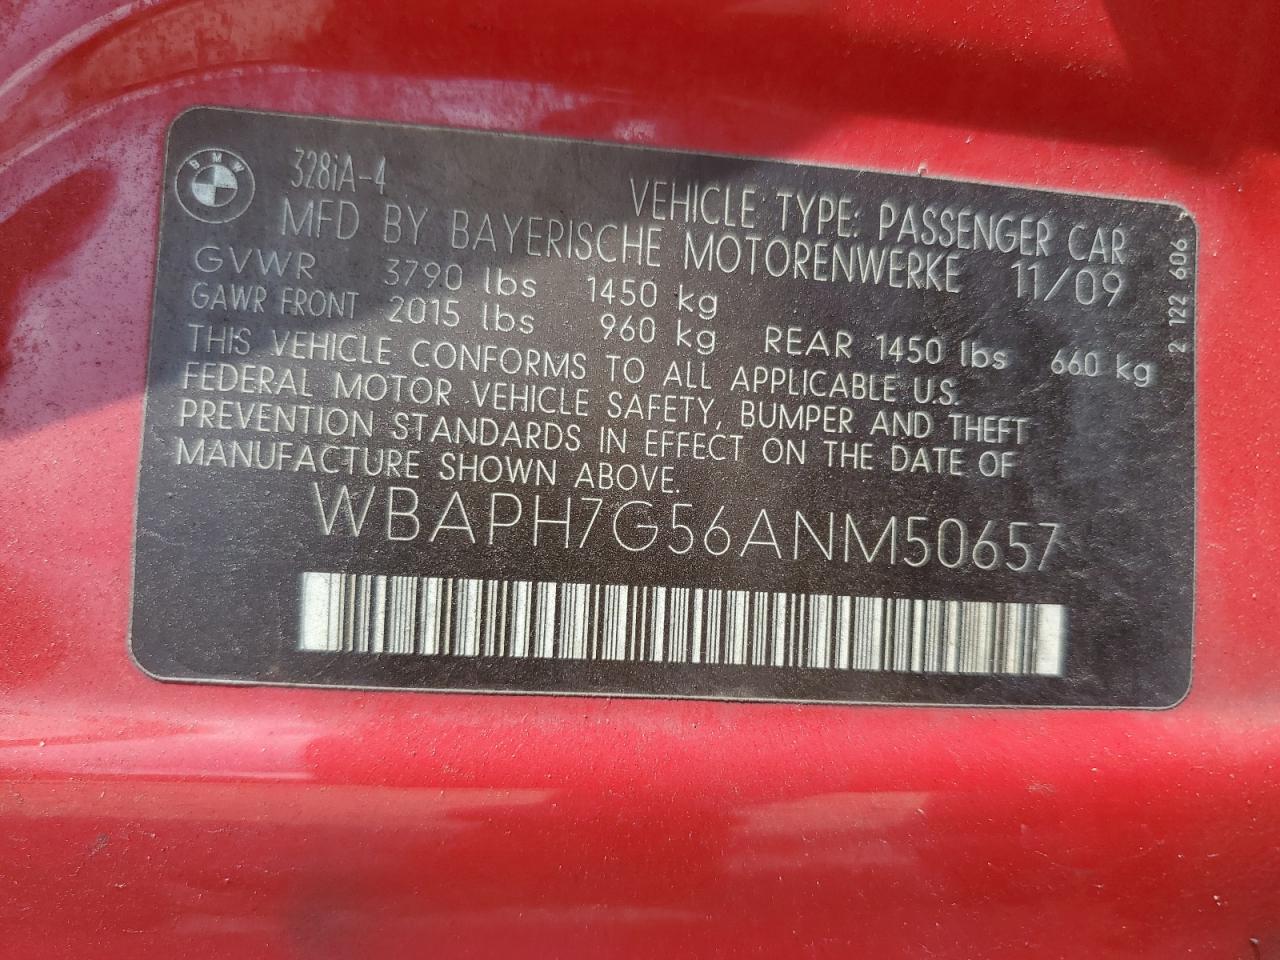 BMW
328iA-4
VEHICLE TYPE: PASSENGER CAR
MFD BY BAYERISCHE MOTORENWERKE 11/09
GVWR 3790 lbs 1450 kg
GAWR FRONT 2015 lbs 960 kg REAR 1450 lbs 660 kg
THIS VEHICLE CONFORMS TO ALL APPLICABLE U.S.
FEDERAL MOTOR VEHICLE SAFETY, BUMPER AND THEFT
PREVENTION STANDARDS IN EFFECT ON THE DATE OF
MANUFACTURE SHOWN ABOVE.
WBAPH7G56ANM50657
2 122 606